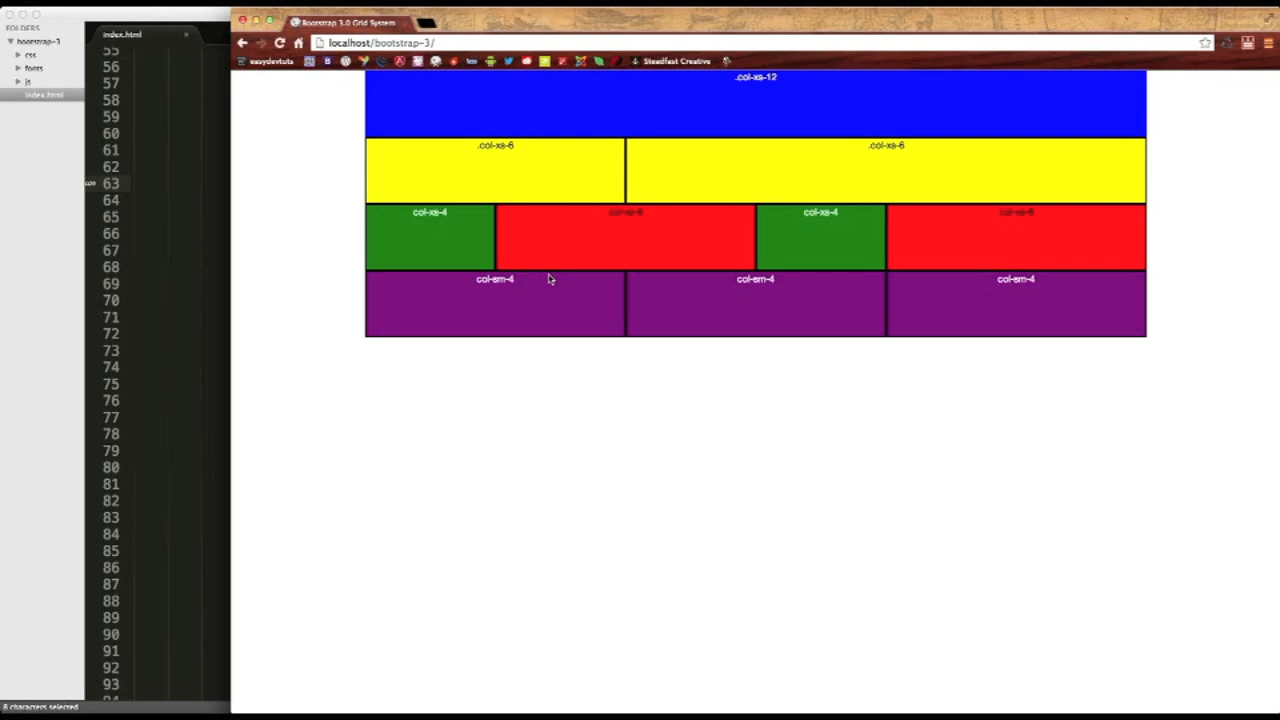 FOLDERS
bootstrap-3
css
fonts
js
index.html
index.html
55
56
57
58
59
60
61
62
63
64
65
66
67
68
69
70
71
72
73
74
75
76
77
78
79
80
81
82
83
84
85
86
87
88
89
90
91
92
93
8 characters selected
Bootstrap 3.0 Grid System
localhost/bootstrap-3/
easydevtuts
Steadfast Creative
.col-xs-12
.col-xs-6 .col-xs-6
col-xs-4 col-xs-4
col-sm-4 col-sm-4 col-sm-4